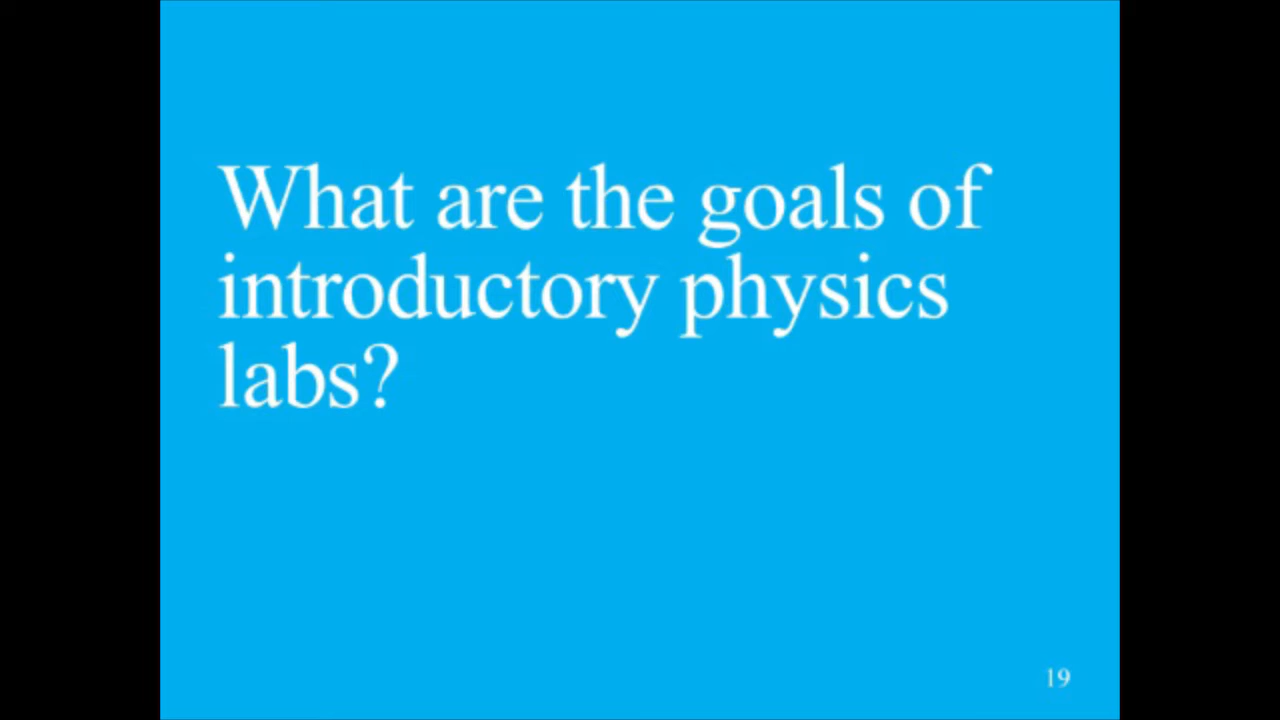 What are the goals of
introductory physics
labs?
19